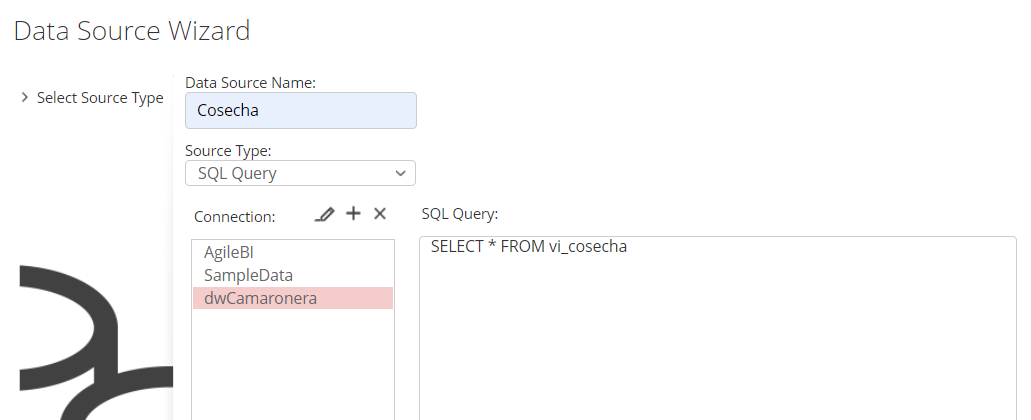 Data Source Wizard
Select Source Type
Data Source Name:
Cosecha
Source Type:
SQL Query
Connection:
AgileBI
SampleData
dwCamaronera
SQL Query:
SELECT * FROM vi_cosecha